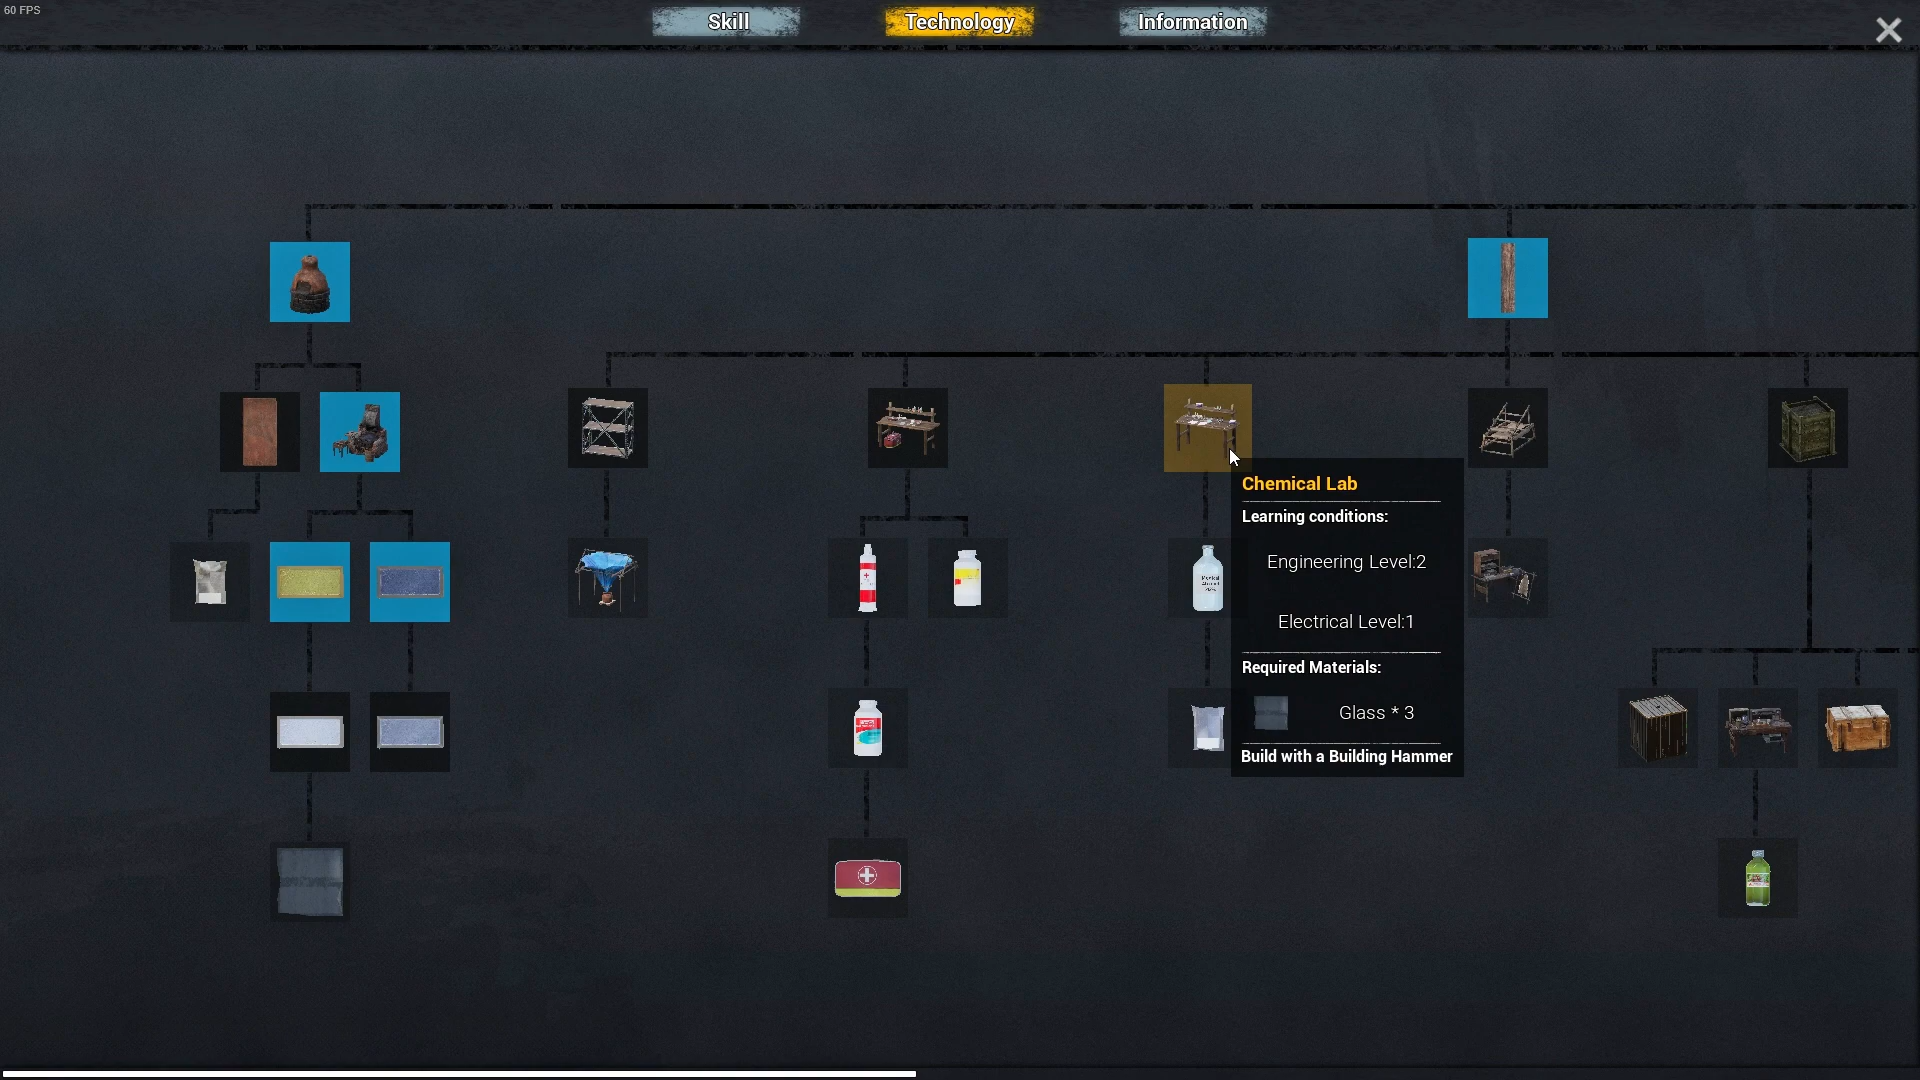 60 FPS
Skill
Technology
Information
Chemical Lab
Learning conditions:
Engineering Level:2
Electrical Level:1
Required Materials:
Glass * 3
Build with a Building Hammer